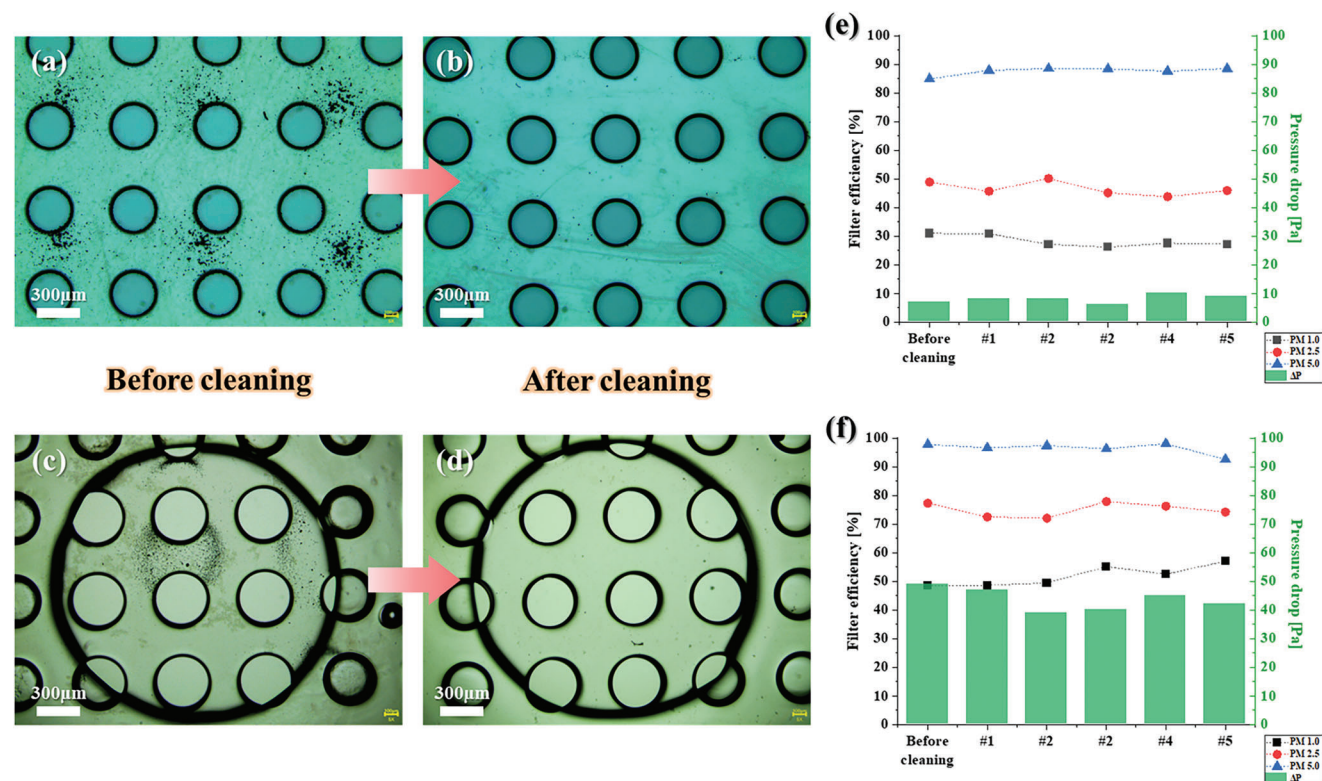 (a)
300μm
(b)
300μm
Before cleaning
After cleaning
(c)
300μm
(d)
300μm
(e)
Filter efficiency [%]
100
90
80
70
60
50
40
30
20
10
0
Pressure drop [Pa]
100
90
80
70
60
50
40
30
20
10
0
Before
cleaning
#1
#2
#2
#4
#5
PM 1.0
PM 2.5
PM 5.0
ΔP
(f)
Filter efficiency [%]
100
90
80
70
60
50
40
30
20
10
0
Pressure drop [Pa]
100
90
80
70
60
50
40
30
20
10
0
Before
cleaning
#1
#2
#2
#4
#5
PM 1.0
PM 2.5
PM 5.0
ΔP